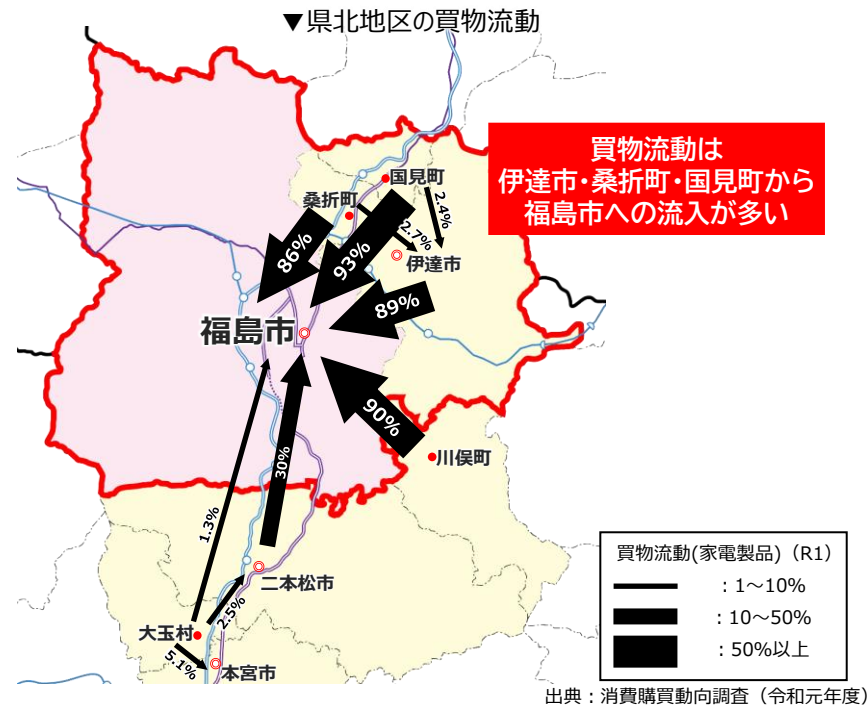 ▼県北地区の買物流動
買物流動は
伊達市・桑折町・国見町から
福島市への流入が多い
国見町
桑折町
2.4%
2.7%
86%
93%
伊達市
89%
福島市
90%
川俣町
30%
1.3%
二本松市
2.5%
大玉村
5.1%
本宮市
買物流動(家電製品)（R1）
：1～10%
：10～50%
：50%以上
出典：消費購買動向調査（令和元年度）